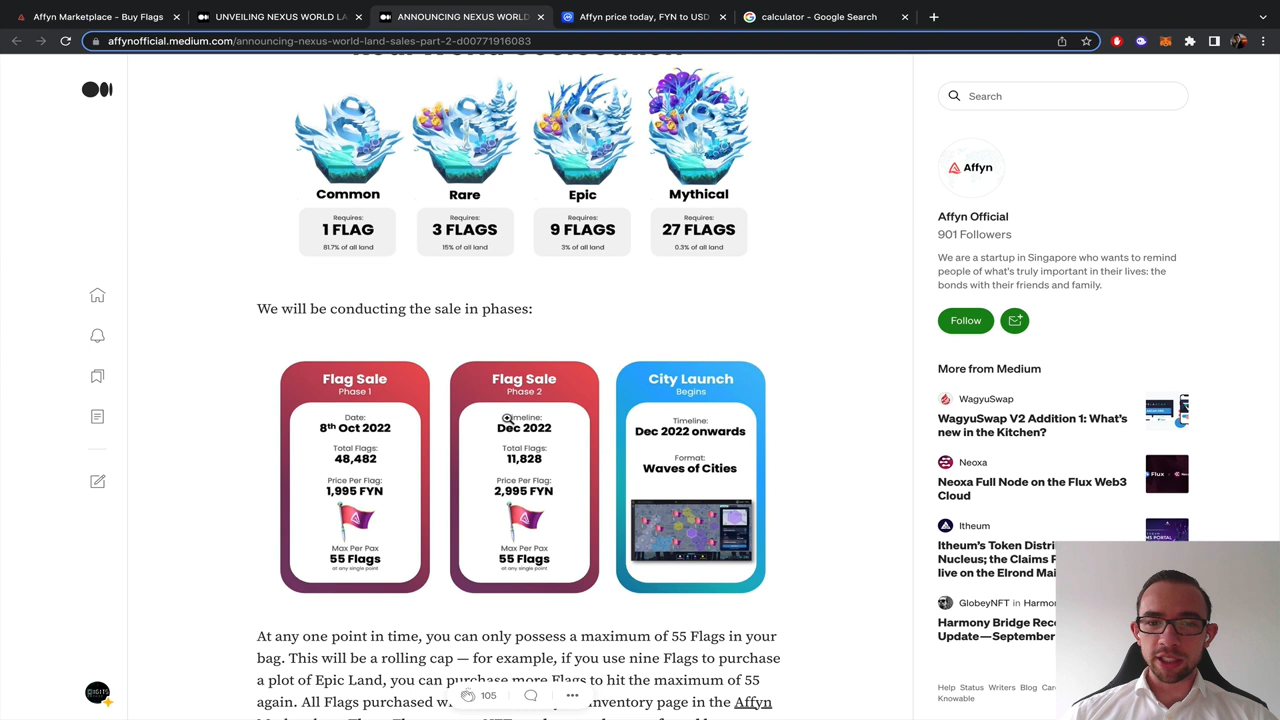 Affyn Marketplace - Buy Flags
UNVEILING NEXUS WORLD LA
ANNOUNCING NEXUS WORLD
Affyn price today, FYN to USD
calculator - Google Search
affynofficial.medium.com/announcing-nexus-world-land-sales-part-2-d00771916083
Search
Common
Rare
Epic
Mythical
Requires:
1 FLAG
81.7% of all land
Requires:
3 FLAGS
15% of all land
Requires:
9 FLAGS
3% of all land
Requires:
27 FLAGS
0.3% of all land
Affyn
Affyn Official
901 Followers
We are a startup in Singapore who wants to remind
people of what's truly important in their lives: the
bonds with their friends and family.
Follow
We will be conducting the sale in phases:
Flag Sale
Phase 1
Date:
8th Oct 2022
Total Flags:
48,482
Price Per Flag:
1,995 FYN
Max Per Pax
55 Flags
at any single point
Flag Sale
Phase 2
Timeline:
Dec 2022
Total Flags:
11,828
Price Per Flag:
2,995 FYN
Max Per Pax
55 Flags
at any single point
City Launch
Begins
Timeline:
Dec 2022 onwards
Format:
Waves of Cities
More from Medium
WagyuSwap
WagyuSwap V2 Addition 1: What's
new in the Kitchen?
Neoxa
Neoxa Full Node on the Flux Web3
Cloud
Itheum
Itheum's Token Distri
Nucleus; the Claims P
live on the Elrond Mai
GlobeyNFT in Harmon
Harmony Bridge Reco
Update—September
Help Status Writers Blog Care
Knowable
At any one point in time, you can only possess a maximum of 55 Flags in your
bag. This will be a rolling cap — for example, if you use nine Flags to purchase
a plot of Epic Land, you can purchase more Flags to hit the maximum of 55
again. All Flags purchased w
inventory page in the Affyn
105